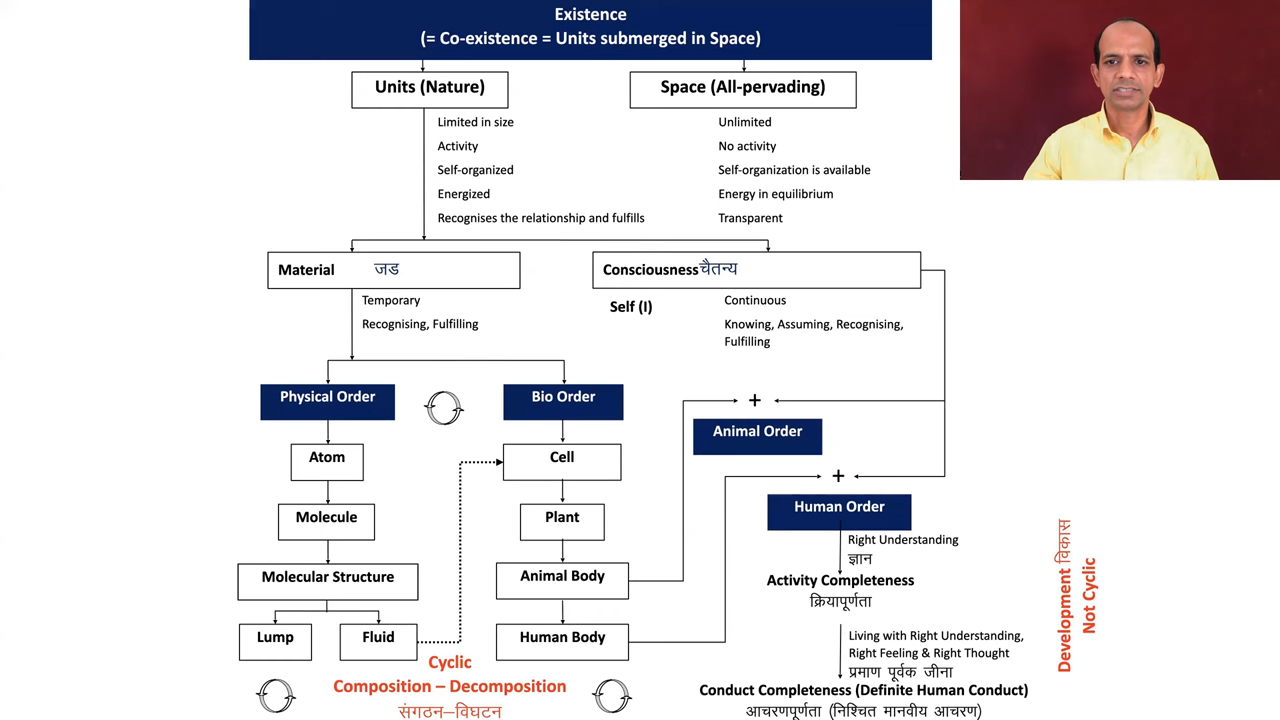 Existence
(= Co-existence = Units submerged in Space)
Units (Nature)
Space (All-pervading)
Limited in size
Activity
Self-organized
Energized
Recognises the relationship and fulfills
Unlimited
No activity
Self-organization is available
Energy in equilibrium
Transparent
Material जड
Consciousness चैतन्य
Temporary
Recognising, Fulfilling
Self (I)
Continuous
Knowing, Assuming, Recognising,
Fulfilling
Physical Order
Bio Order
+
Animal Order
Atom
Cell
+
Human Order
Molecule
Plant
Right Understanding
ज्ञान
Molecular Structure
Animal Body
Activity Completeness
क्रियापूर्णता
Lump
Fluid
Human Body
Living with Right Understanding,
Right Feeling & Right Thought
प्रमाण पूर्वक जीना
Cyclic
Composition – Decomposition
संगठन–विघटन
Conduct Completeness (Definite Human Conduct)
आचरणपूर्णता (निश्चित मानवीय आचरण)
Development विकास
Not Cyclic